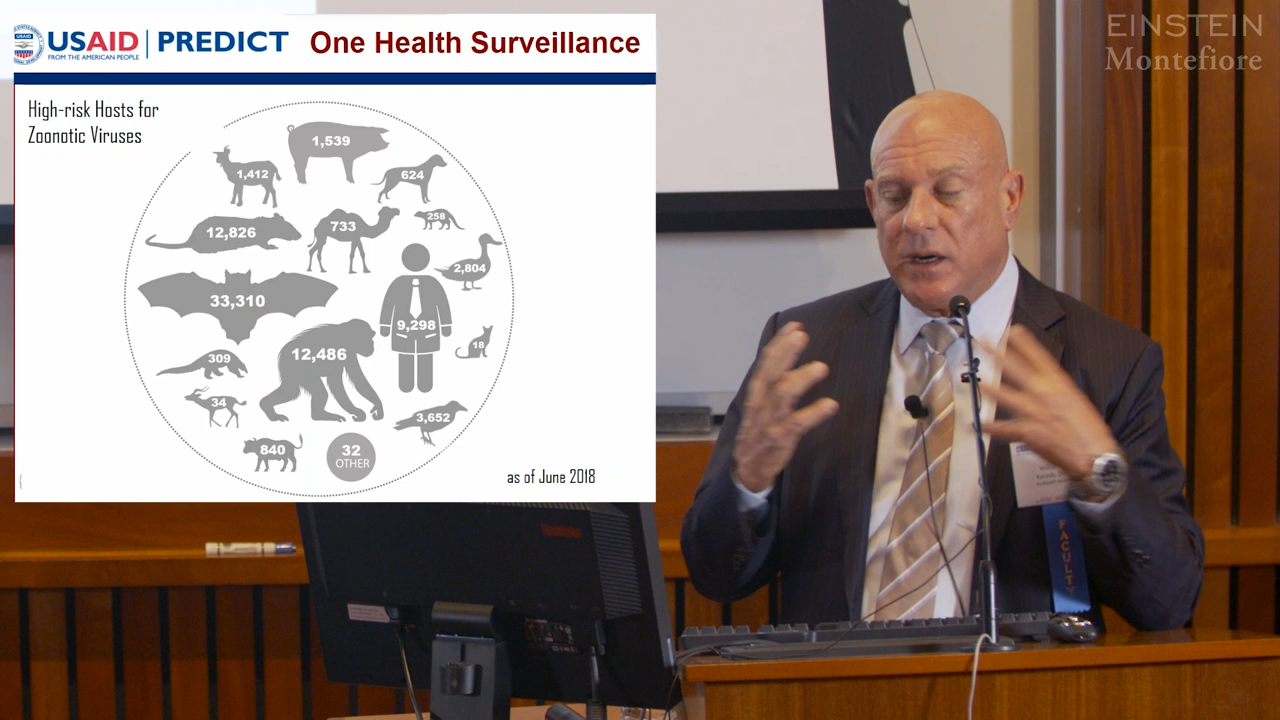 USAID
FROM THE AMERICAN PEOPLE
PREDICT
One Health Surveillance
High-risk Hosts for
Zoonotic Viruses
1,539
1,412
624
12,826
733
258
2,804
33,310
9,298
12,486
18
309
34
1
3,652
840
32
OTHER
as of June 2018
EINSTEIN
Montefiore
FACULTY